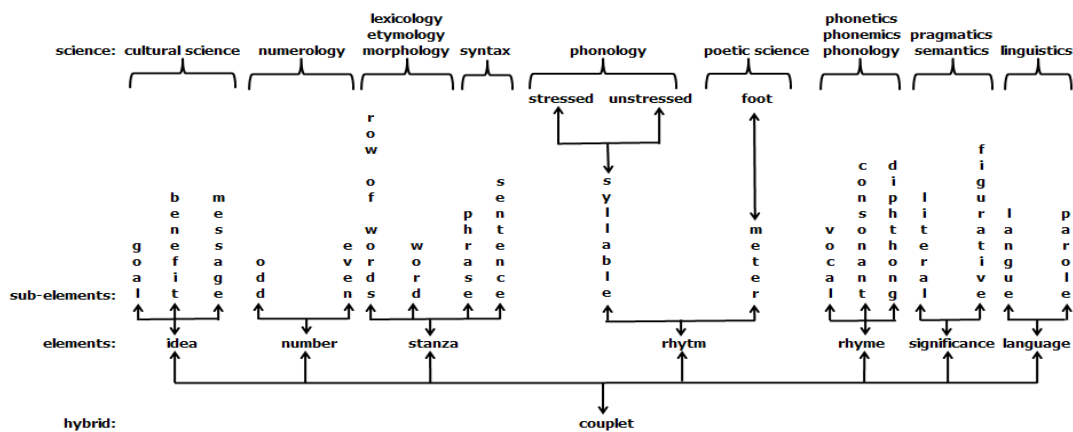 lexicology
etymology
phonetics
phonemics
science: cultural science numerology morphology syntax phonology poetic science phonology pragmatics semantics linguistics
stressed unstressed foot
sub-elements: goal benefit message odd even row of words word phrase sentence syllable meter vocal consonant diphthong literal figurative langue parole
elements: idea number stanza rhytm rhyme significance language
hybrid: couplet